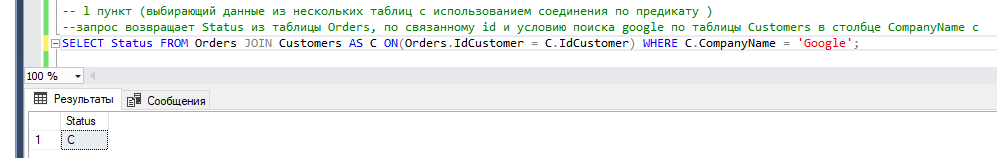 -- 1 пункт (выбирающий данные из нескольких таблиц с использованием соединения по предикату )
--запрос возвращает Status из таблицы Orders, по связанному id и условию поиска google по таблицы Customers в столбце CompanyName с
SELECT Status FROM Orders JOIN Customers AS C ON(Orders.IdCustomer = C.IdCustomer) WHERE C.CompanyName = 'Google';
100 %
Результаты Сообщения
Status
1 C